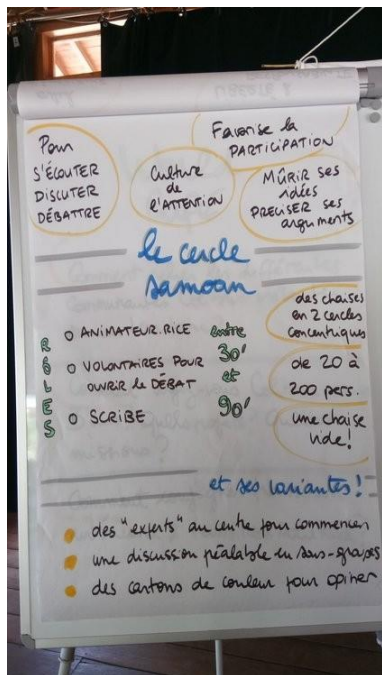 Pour
S'ÉCOUTER
DISCUTER
DÉBATTRE
Culture
de
l'ATTENTION
Favorise la
PARTICIPATION
MÛRIR SES
idées
PRECISER SES
arguments
le cercle
samoan
RÔLES
o ANIMATEUR.RICE
o VOLONTAIRES POUR
OUVRIR le DÉBAT
o SCRIBE
entre
30'
et
90'
des chaises
en 2 cercles
concentriques
de 20 à
200 pers.
une chaise
vide!
et ses variantes!
des "experts" au centre pour commencer
une discussion préalable en sous-groupes
des cartons de couleur pour opiner